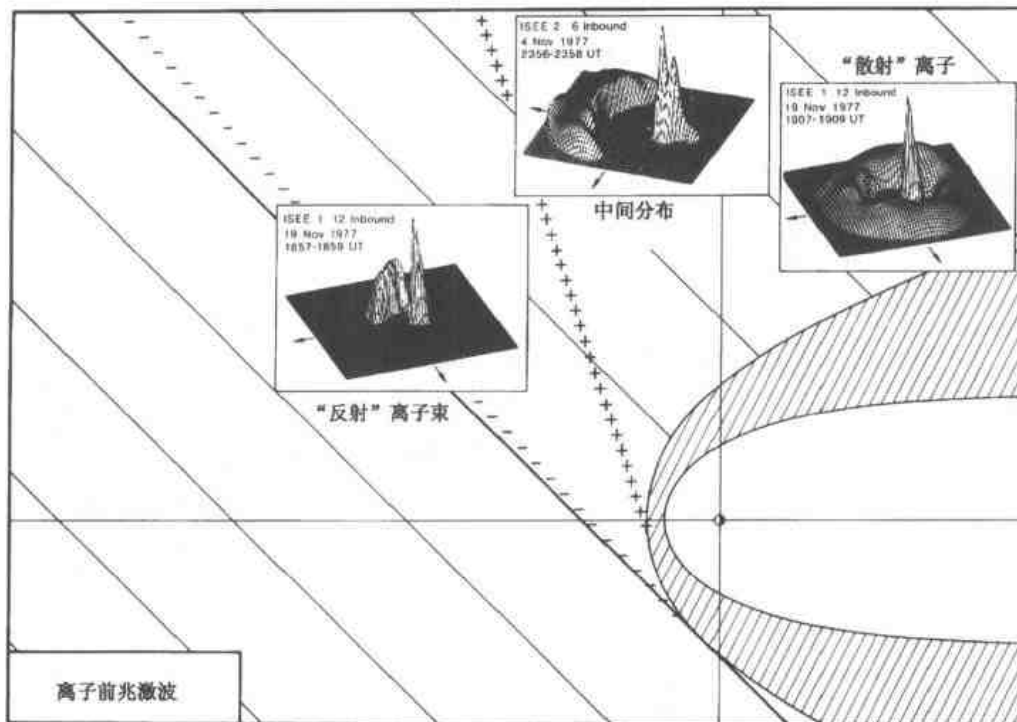 ISEE 2 6 Inbound
4 Nov 1977
2356-2358 UT
中间分布
“散射”离子
ISEE 1 12 Inbound
19 Nov 1977
1907-1909 UT
ISEE 1 12 Inbound
19 Nov 1977
1857-1859 UT
“反射”离子束
离子前兆激波